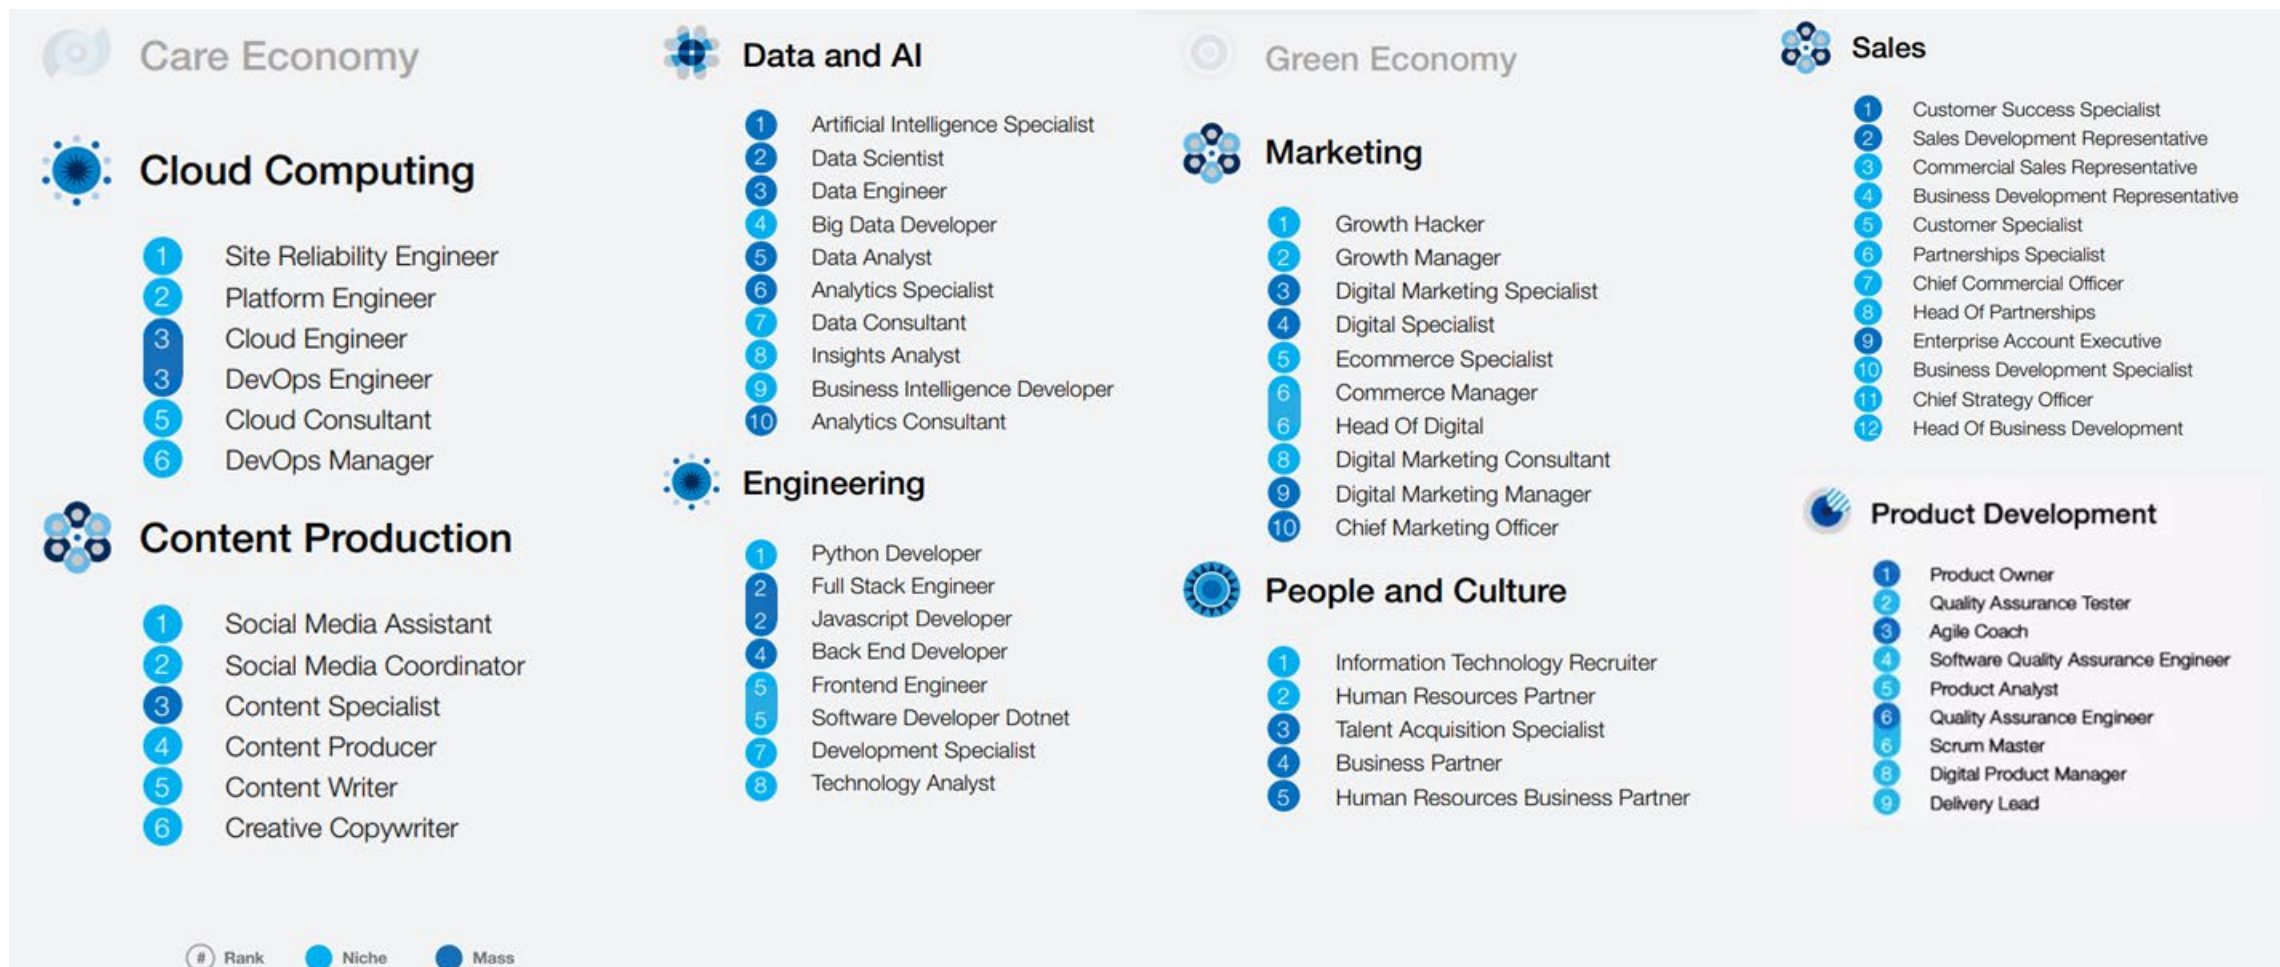 Care Economy
Cloud Computing
1 Site Reliability Engineer
2 Platform Engineer
3 Cloud Engineer
3 DevOps Engineer
5 Cloud Consultant
6 DevOps Manager
Content Production
1 Social Media Assistant
2 Social Media Coordinator
3 Content Specialist
4 Content Producer
5 Content Writer
6 Creative Copywriter
Data and AI
1 Artificial Intelligence Specialist
2 Data Scientist
3 Data Engineer
4 Big Data Developer
5 Data Analyst
6 Analytics Specialist
7 Data Consultant
8 Insights Analyst
9 Business Intelligence Developer
10 Analytics Consultant
Engineering
1 Python Developer
2 Full Stack Engineer
2 Javascript Developer
4 Back End Developer
5 Frontend Engineer
5 Software Developer Dotnet
7 Development Specialist
8 Technology Analyst
Green Economy
Marketing
1 Growth Hacker
2 Growth Manager
3 Digital Marketing Specialist
4 Digital Specialist
5 Ecommerce Specialist
6 Commerce Manager
6 Head Of Digital
8 Digital Marketing Consultant
9 Digital Marketing Manager
10 Chief Marketing Officer
People and Culture
1 Information Technology Recruiter
2 Human Resources Partner
3 Talent Acquisition Specialist
4 Business Partner
5 Human Resources Business Partner
Sales
1 Customer Success Specialist
2 Sales Development Representative
3 Commercial Sales Representative
4 Business Development Representative
5 Customer Specialist
6 Partnerships Specialist
7 Chief Commercial Officer
8 Head Of Partnerships
9 Enterprise Account Executive
10 Business Development Specialist
11 Chief Strategy Officer
12 Head Of Business Development
Product Development
1 Product Owner
2 Quality Assurance Tester
3 Agile Coach
4 Software Quality Assurance Engineer
5 Product Analyst
6 Quality Assurance Engineer
6 Scrum Master
8 Digital Product Manager
9 Delivery Lead
# Rank Niche Mass